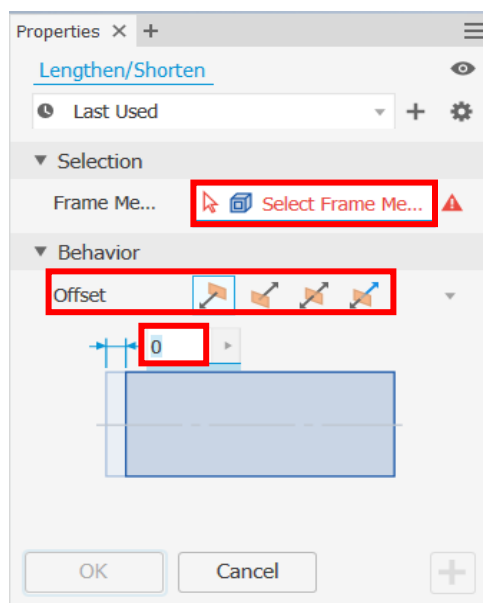 Properties × +
Lengthen/Shorten
Last Used
Selection
Frame Me... Select Frame Me...
Behavior
Offset
0
OK Cancel